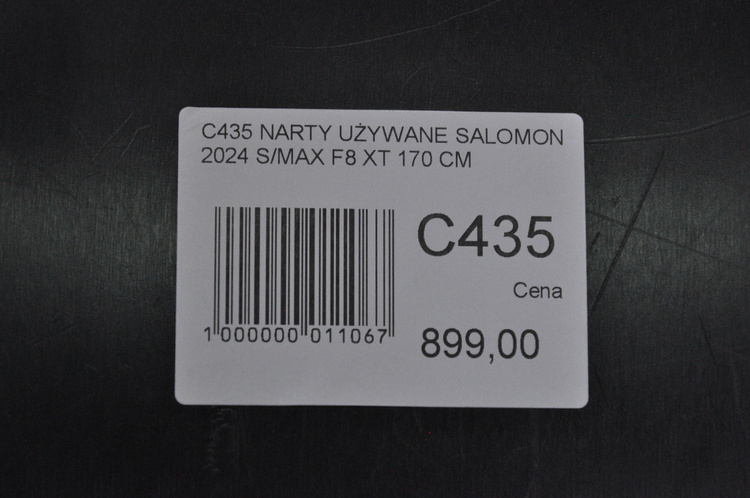 C435 NARTY UŻYWANE SALOMON
2024 S/MAX F8 XT 170 CM
C435
Cena
899,00
1 000000 011067